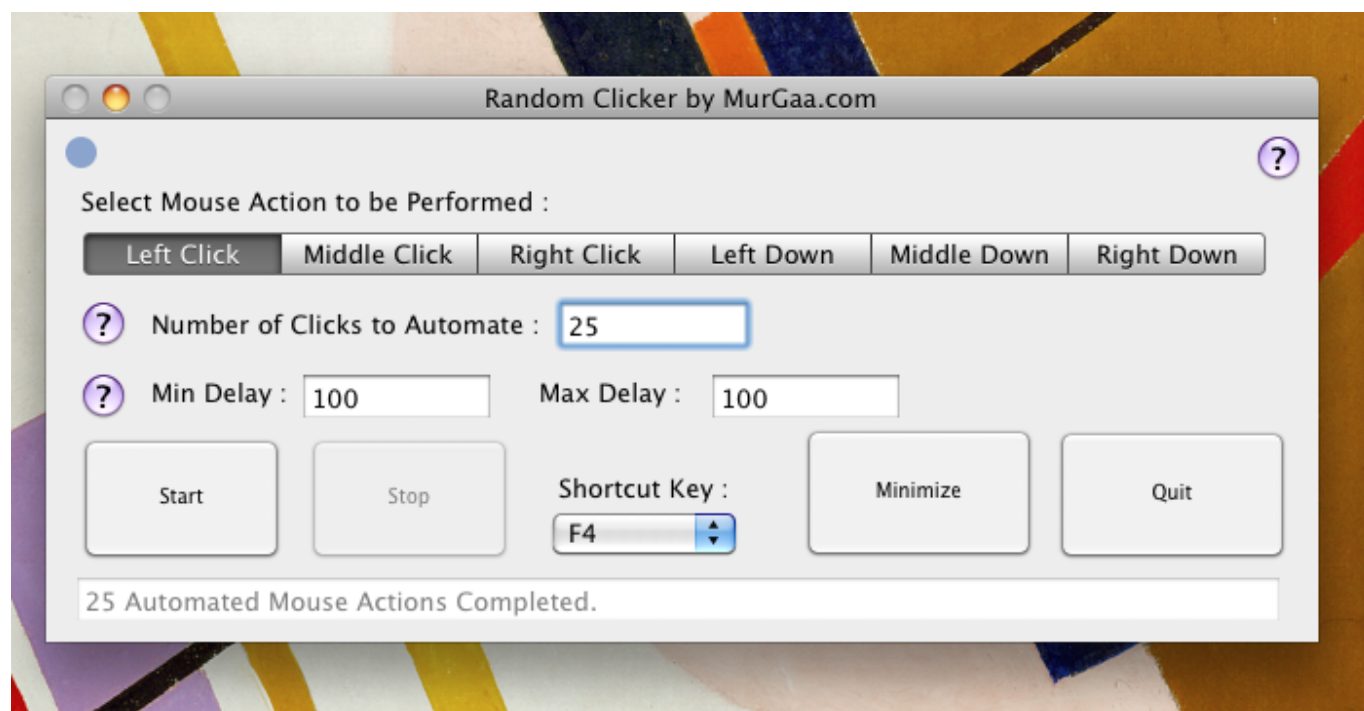 Random Clicker by MurGaa.com
?
Select Mouse Action to be Performed :
Left Click Middle Click Right Click Left Down Middle Down Right Down
? Number of Clicks to Automate : 25
? Min Delay : 100 Max Delay : 100
Start Stop Shortcut Key : Minimize Quit
F4
25 Automated Mouse Actions Completed.